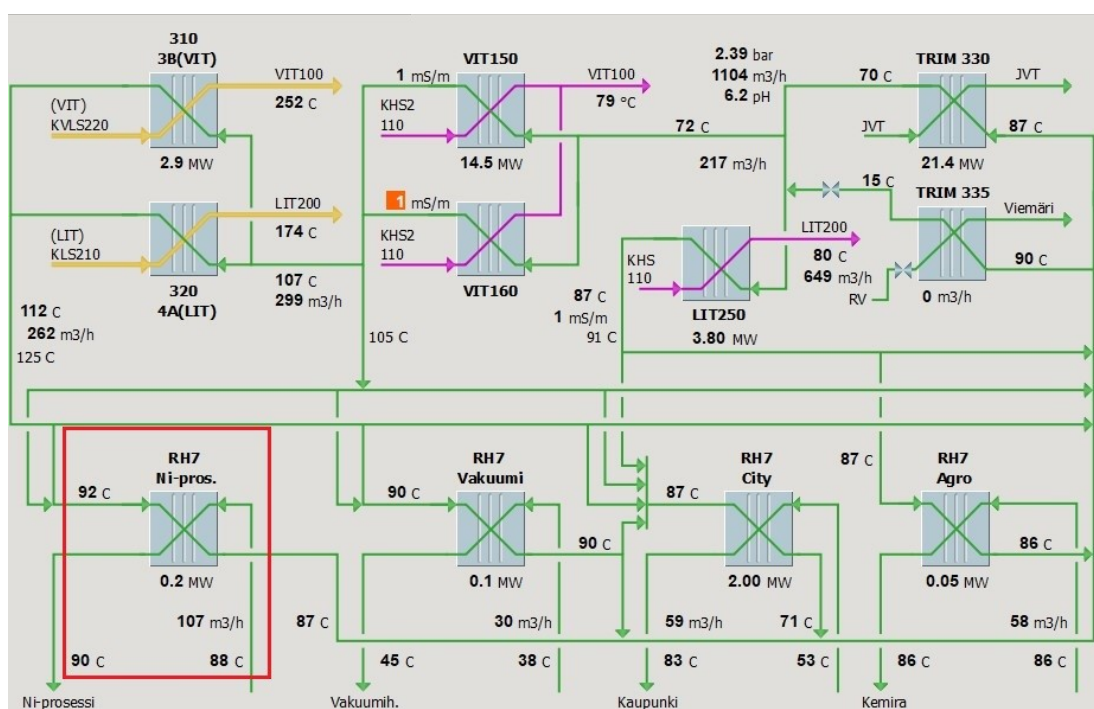 310
3B(VIT)
VIT100
252 C
(VIT)
KVLS220
2.9 MW
VIT150
1 mS/m
VIT100
79 °C
KHS2
110
14.5 MW
2.39 bar
1104 m3/h
6.2 pH
72 C
217 m3/h
TRIM 330
70 C
JVT
JVT
87 C
21.4 MW
LIT200
174 C
(LIT)
KLS210
320
4A(LIT)
107 C
299 m3/h
1 mS/m
KHS2
110
VIT160
15 C
TRIM 335
Viemäri
90 C
RV
0 m3/h
LIT200
80 C
649 m3/h
KHS
110
LIT250
3.80 MW
87 C
1 mS/m
91 C
112 C
262 m3/h
125 C
105 C
RH7
Ni-pros.
92 C
0.2 MW
107 m3/h
90 C
88 C
Ni-prosessi
87 C
RH7
Vakuumi
90 C
90 C
0.1 MW
30 m3/h
45 C
38 C
Vakuumih.
RH7
City
87 C
2.00 MW
59 m3/h
71 C
83 C
53 C
Kaupunki
RH7
Agro
87 C
86 C
0.05 MW
58 m3/h
86 C
86 C
Kemira